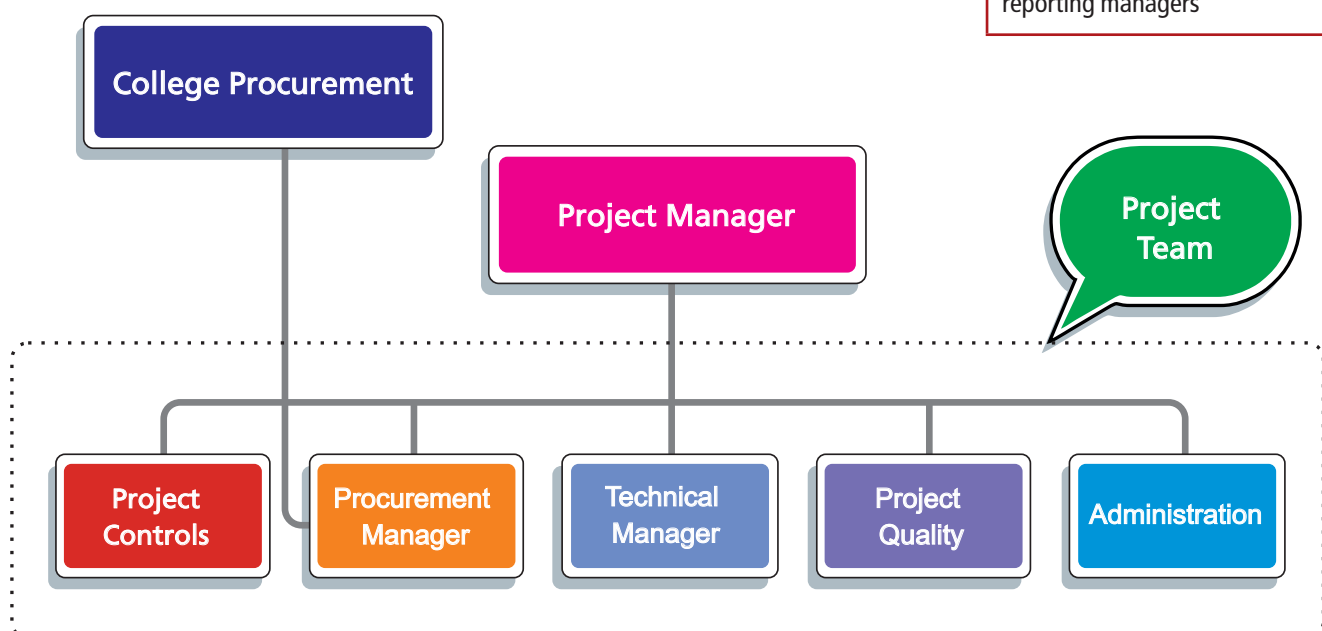 reporting managers
College Procurement
Project Manager
Project
Team
Project
Controls
Procurement
Manager
Technical
Manager
Project
Quality
Administration